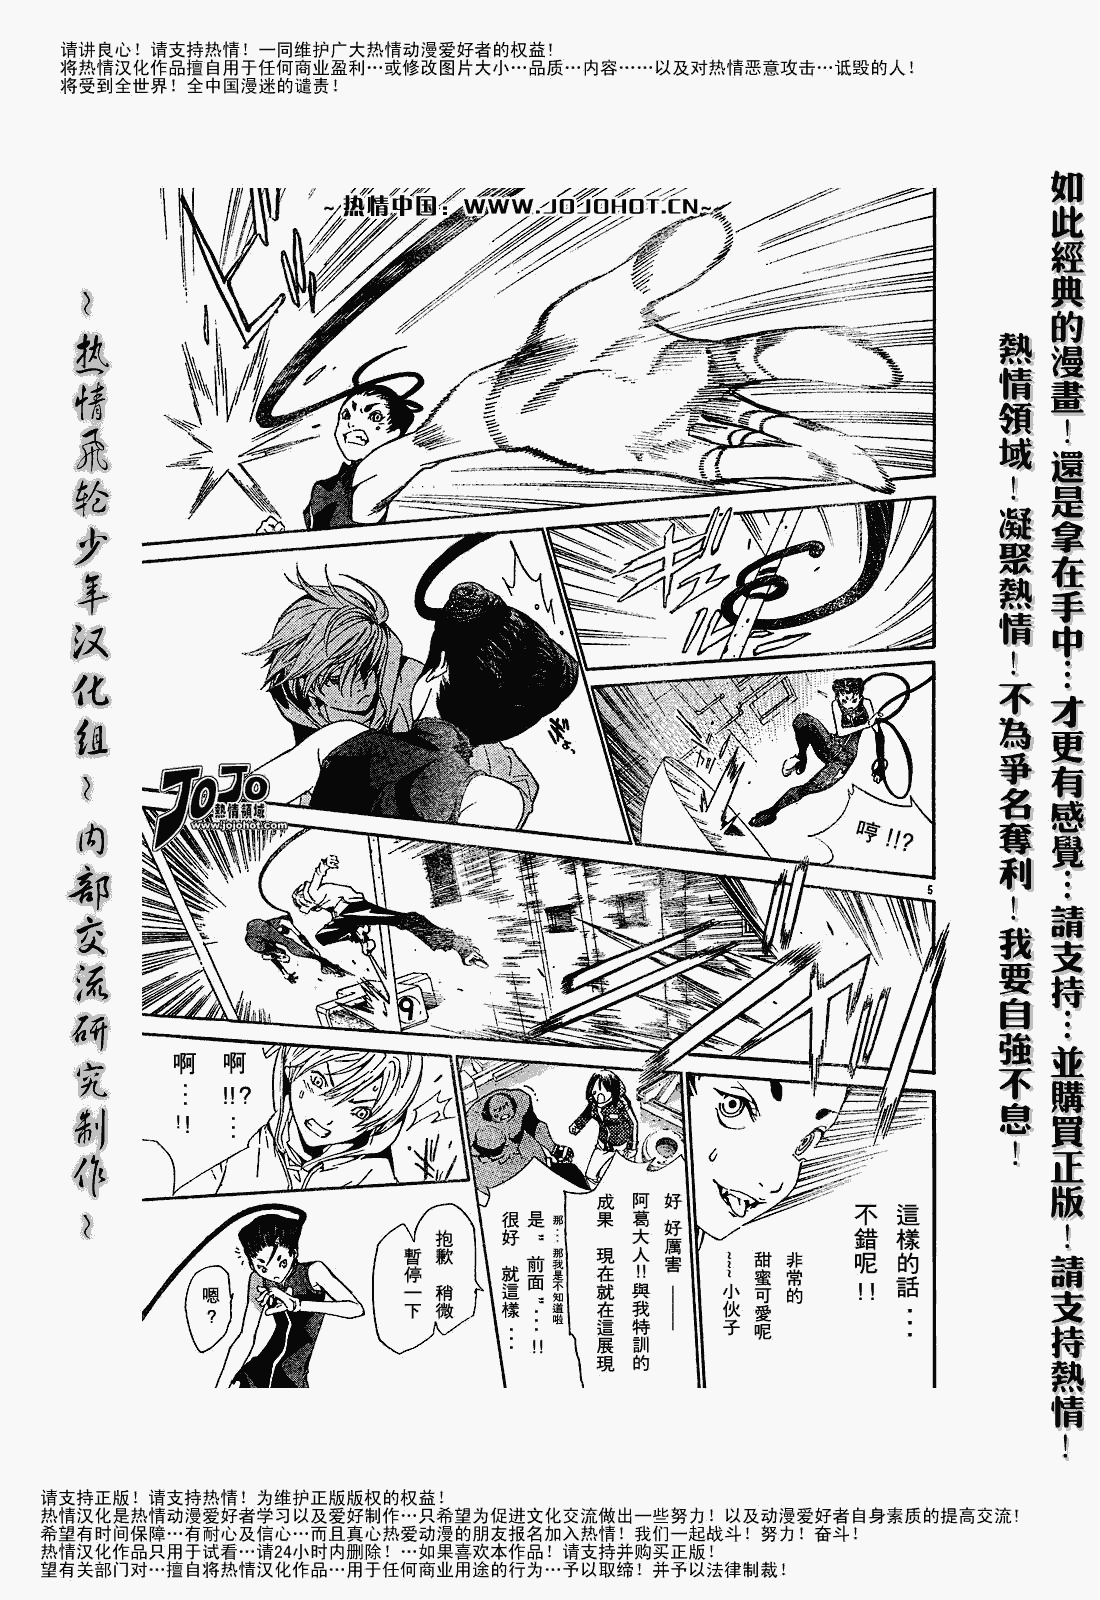 请讲良心！请支持热情！一同维护广大热情动漫爱好者的权益！
将热情汉化作品擅自用于任何商业盈利…或修改图片大小…品质…内容……以及对热情恶意攻击…诋毁的人！
将受到全世界！全中国漫迷的谴责！
~热情中国：WWW.JOJOHOT.CN~
如此經典的漫畫！還是拿在手中…才更有感覺…請支持…並購買正版！請支持熱情！
熱情領域！凝聚熱情！不為爭名奪利！我要自強不息！
~热情飛轮少年汉化组~内部交流研究制作~
ギギギ
哼!!?
JOJO
熱情領域
www.jojohot.com
5
9
這樣的話…
不錯呢!!
非常的
甜蜜可愛呢
~~~小伙子
好 好厲害——
阿葛大人!!與我特訓的
成果 現在就在這展現
那…那我是不知道啦
是”前面”…!!
很好 就這樣…
啊!!?…
啊…!!
抱歉 稍微
暫停一下
嗯?
请支持正版！请支持热情！为维护正版版权的权益！
热情汉化是热情动漫爱好者学习以及爱好制作…只希望为促进文化交流做出一些努力！以及动漫爱好者自身素质的提高交流！
希望有时间保障…有耐心及信心…而且真心热爱动漫的朋友报名加入热情！我们一起战斗！努力！奋斗！
热情汉化作品只用于试看…请24小时内删除！…如果喜欢本作品！请支持并购买正版！
望有关部门对…擅自将热情汉化作品…用于任何商业用途的行为…予以取缔！并予以法律制裁！